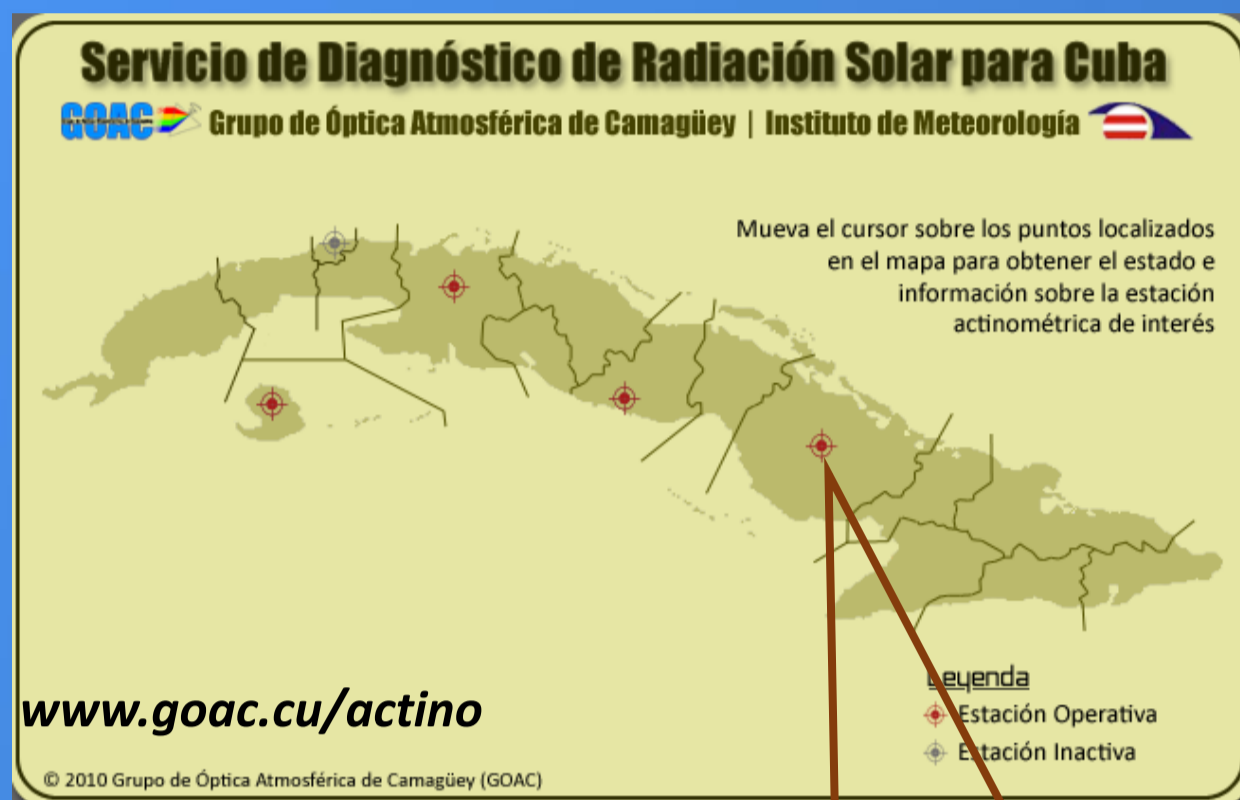 Servicio de Diagnóstico de Radiación Solar para Cuba
GOAC Grupo de Óptica Atmosférica de Camagüey | Instituto de Meteorología
Mueva el cursor sobre los puntos localizados
en el mapa para obtener el estado e
información sobre la estación
actinométrica de interés
www.goac.cu/actino
Leyenda
Estación Operativa
Estación Inactiva
© 2010 Grupo de Óptica Atmosférica de Camagüey (GOAC)